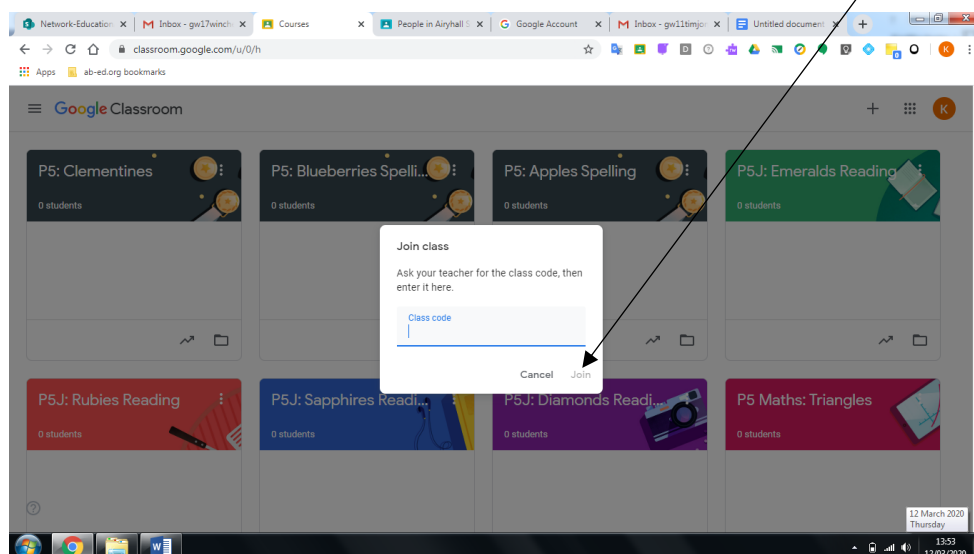 Network-Education
Inbox - gw17winch
Courses
People in Airyhall S
Google Account
Inbox - gw11timjor
Untitled document
classroom.google.com/u/0/h
Apps
ab-ed.org bookmarks
Google Classroom
K
P5: Clementines
0 students
P5: Blueberries Spelli...
0 students
P5: Apples Spelling
0 students
P5J: Emeralds Reading
0 students
Join class
Ask your teacher for the class code, then
enter it here.
Class code
Cancel Join
P5J: Rubies Reading
0 students
P5J: Sapphires Readi...
0 students
P5J: Diamonds Readi...
0 students
P5 Maths: Triangles
0 students
12 March 2020
Thursday
13:53
12/03/2020